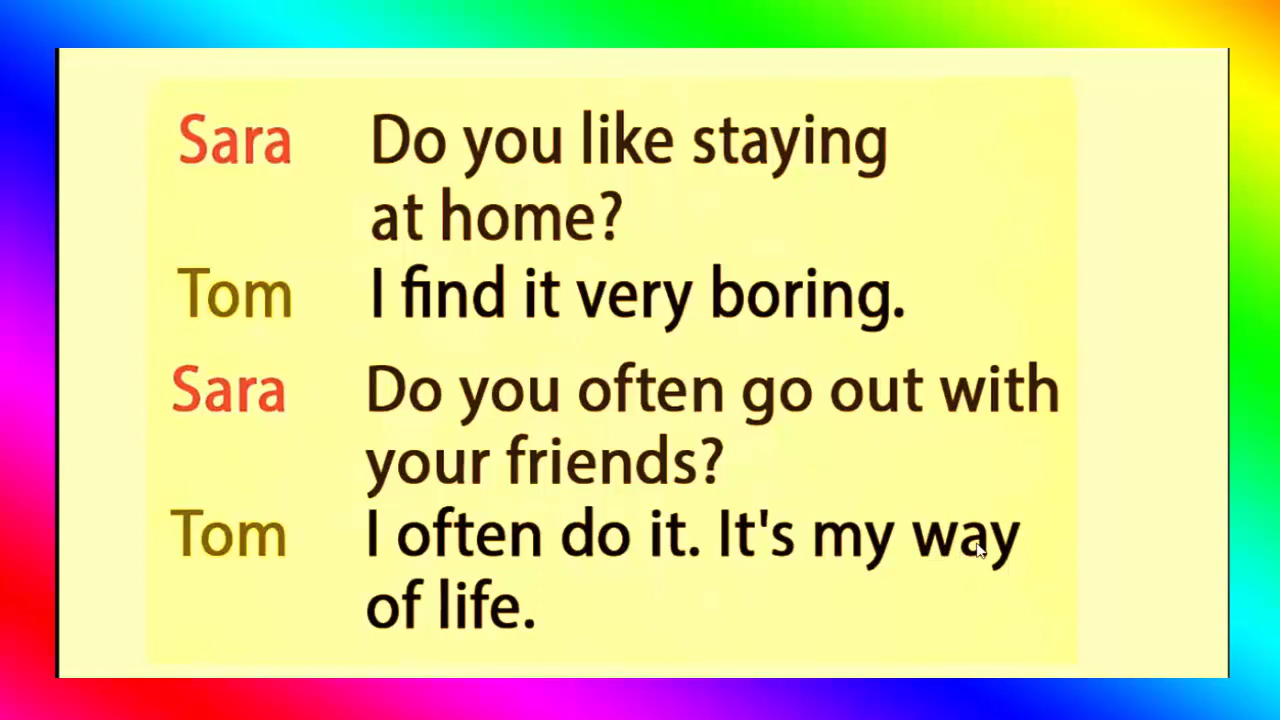 Sara Do you like staying
at home?
Tom I find it very boring.
Sara Do you often go out with
your friends?
Tom I often do it. It's my way
of life.